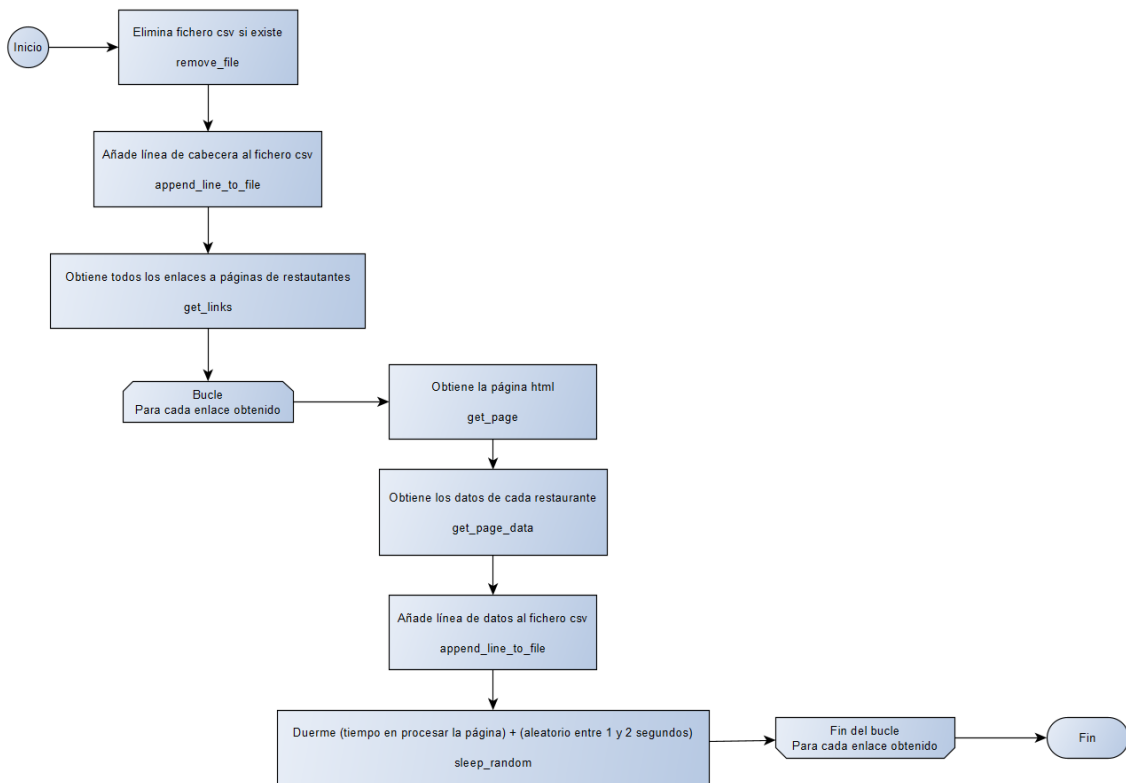 Inicio
Elimina fichero csv si existe
remove_file
Añade línea de cabecera al fichero csv
append_line_to_file
Obtiene todos los enlaces a páginas de restautantes
get_links
Bucle
Para cada enlace obtenido
Obtiene la página html
get_page
Obtiene los datos de cada restaurante
get_page_data
Añade línea de datos al fichero csv
append_line_to_file
Duerme (tiempo en procesar la página) + (aleatorio entre 1 y 2 segundos)
sleep_random
Fin del bucle
Para cada enlace obtenido
Fin